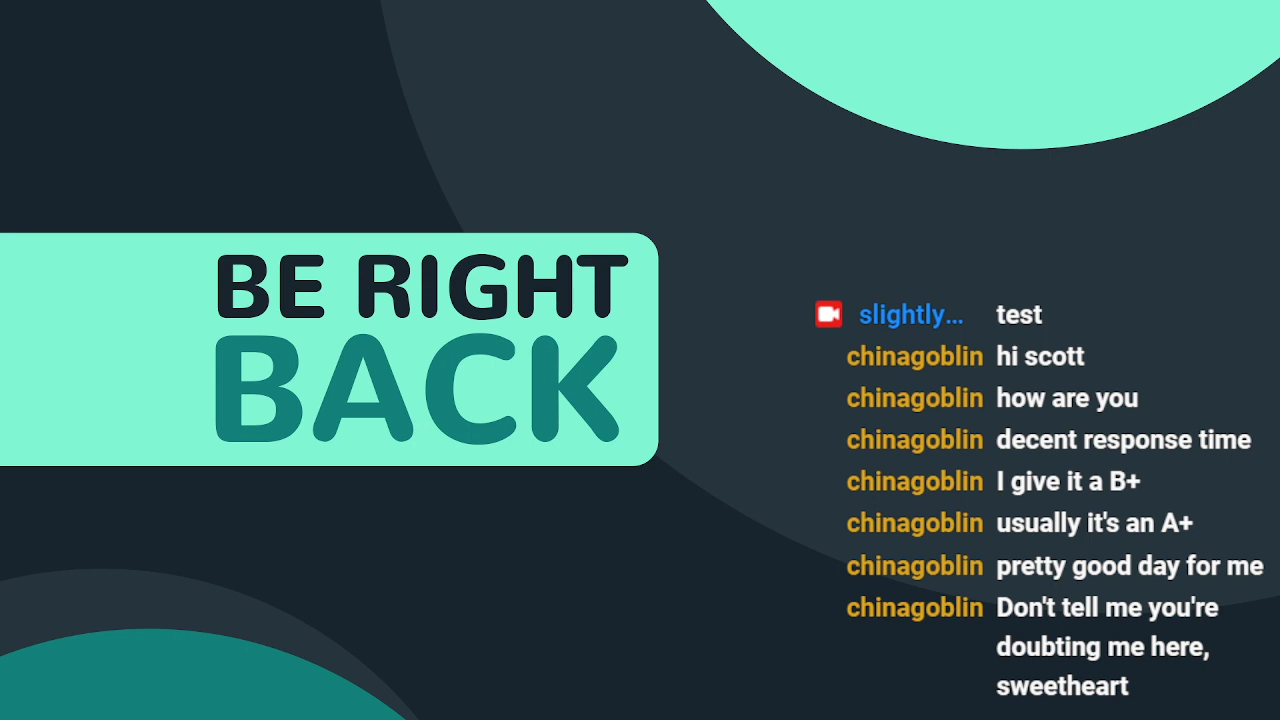 BE RIGHT
BACK
slightly... test
chinagoblin hi scott
chinagoblin how are you
chinagoblin decent response time
chinagoblin I give it a B+
chinagoblin usually it's an A+
chinagoblin pretty good day for me
chinagoblin Don't tell me you're
doubting me here,
sweetheart